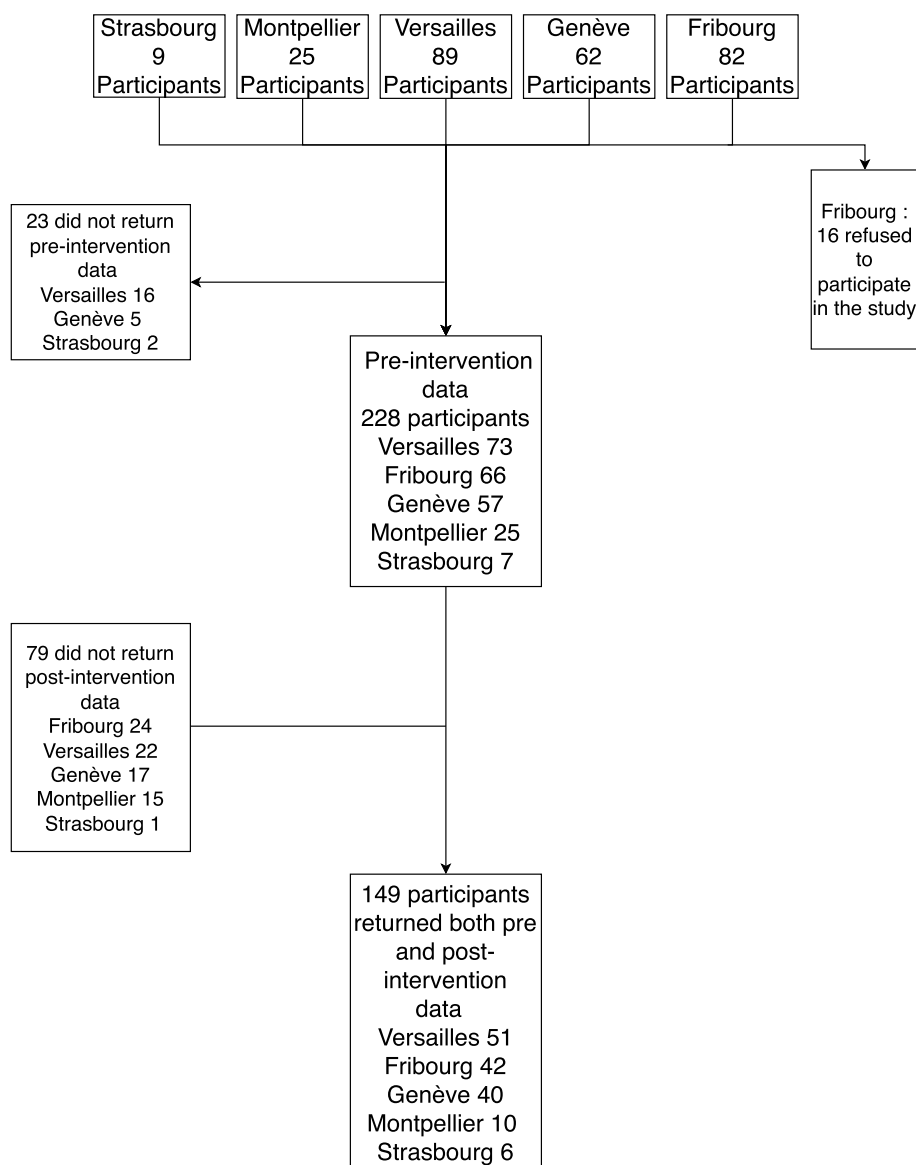 Strasbourg
9
Participants
Montpellier
25
Participants
Versailles
89
Participants
Genève
62
Participants
Fribourg
82
Participants
23 did not return
pre-intervention
data
Versailles 16
Genève 5
Strasbourg 2
Fribourg :
16 refused
to
participate
in the study
Pre-intervention
data
228 participants
Versailles 73
Fribourg 66
Genève 57
Montpellier 25
Strasbourg 7
79 did not return
post-intervention
data
Fribourg 24
Versailles 22
Genève 17
Montpellier 15
Strasbourg 1
149 participants
returned both pre
and post-
intervention
data
Versailles 51
Fribourg 42
Genève 40
Montpellier 10
Strasbourg 6